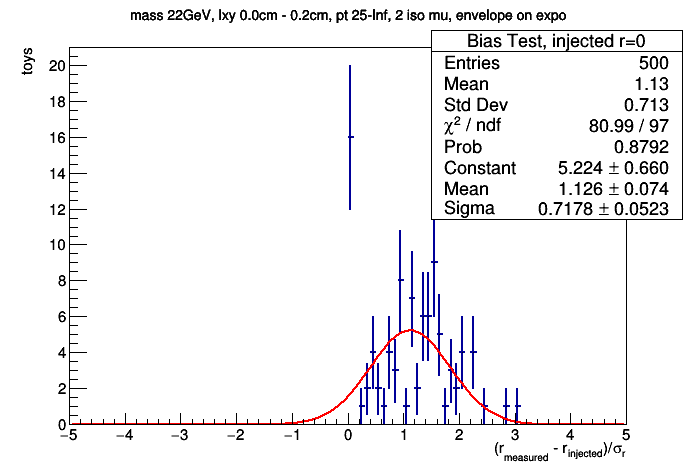 mass 22GeV, lxy 0.0cm - 0.2cm, pt 25-Inf, 2 iso mu, envelope on expo
Bias Test, injected r=0
Entries 500
Mean 1.13
Std Dev 0.713
χ² / ndf 80.99 / 97
Prob 0.8792
Constant 5.224 ± 0.660
Mean 1.126 ± 0.074
Sigma 0.7178 ± 0.0523
toys
20
18
16
14
12
10
8
6
4
2
0
−5 −4 −3 −2 −1 0 1 2 3 4 5
(r_measured - r_injected)/σ_r